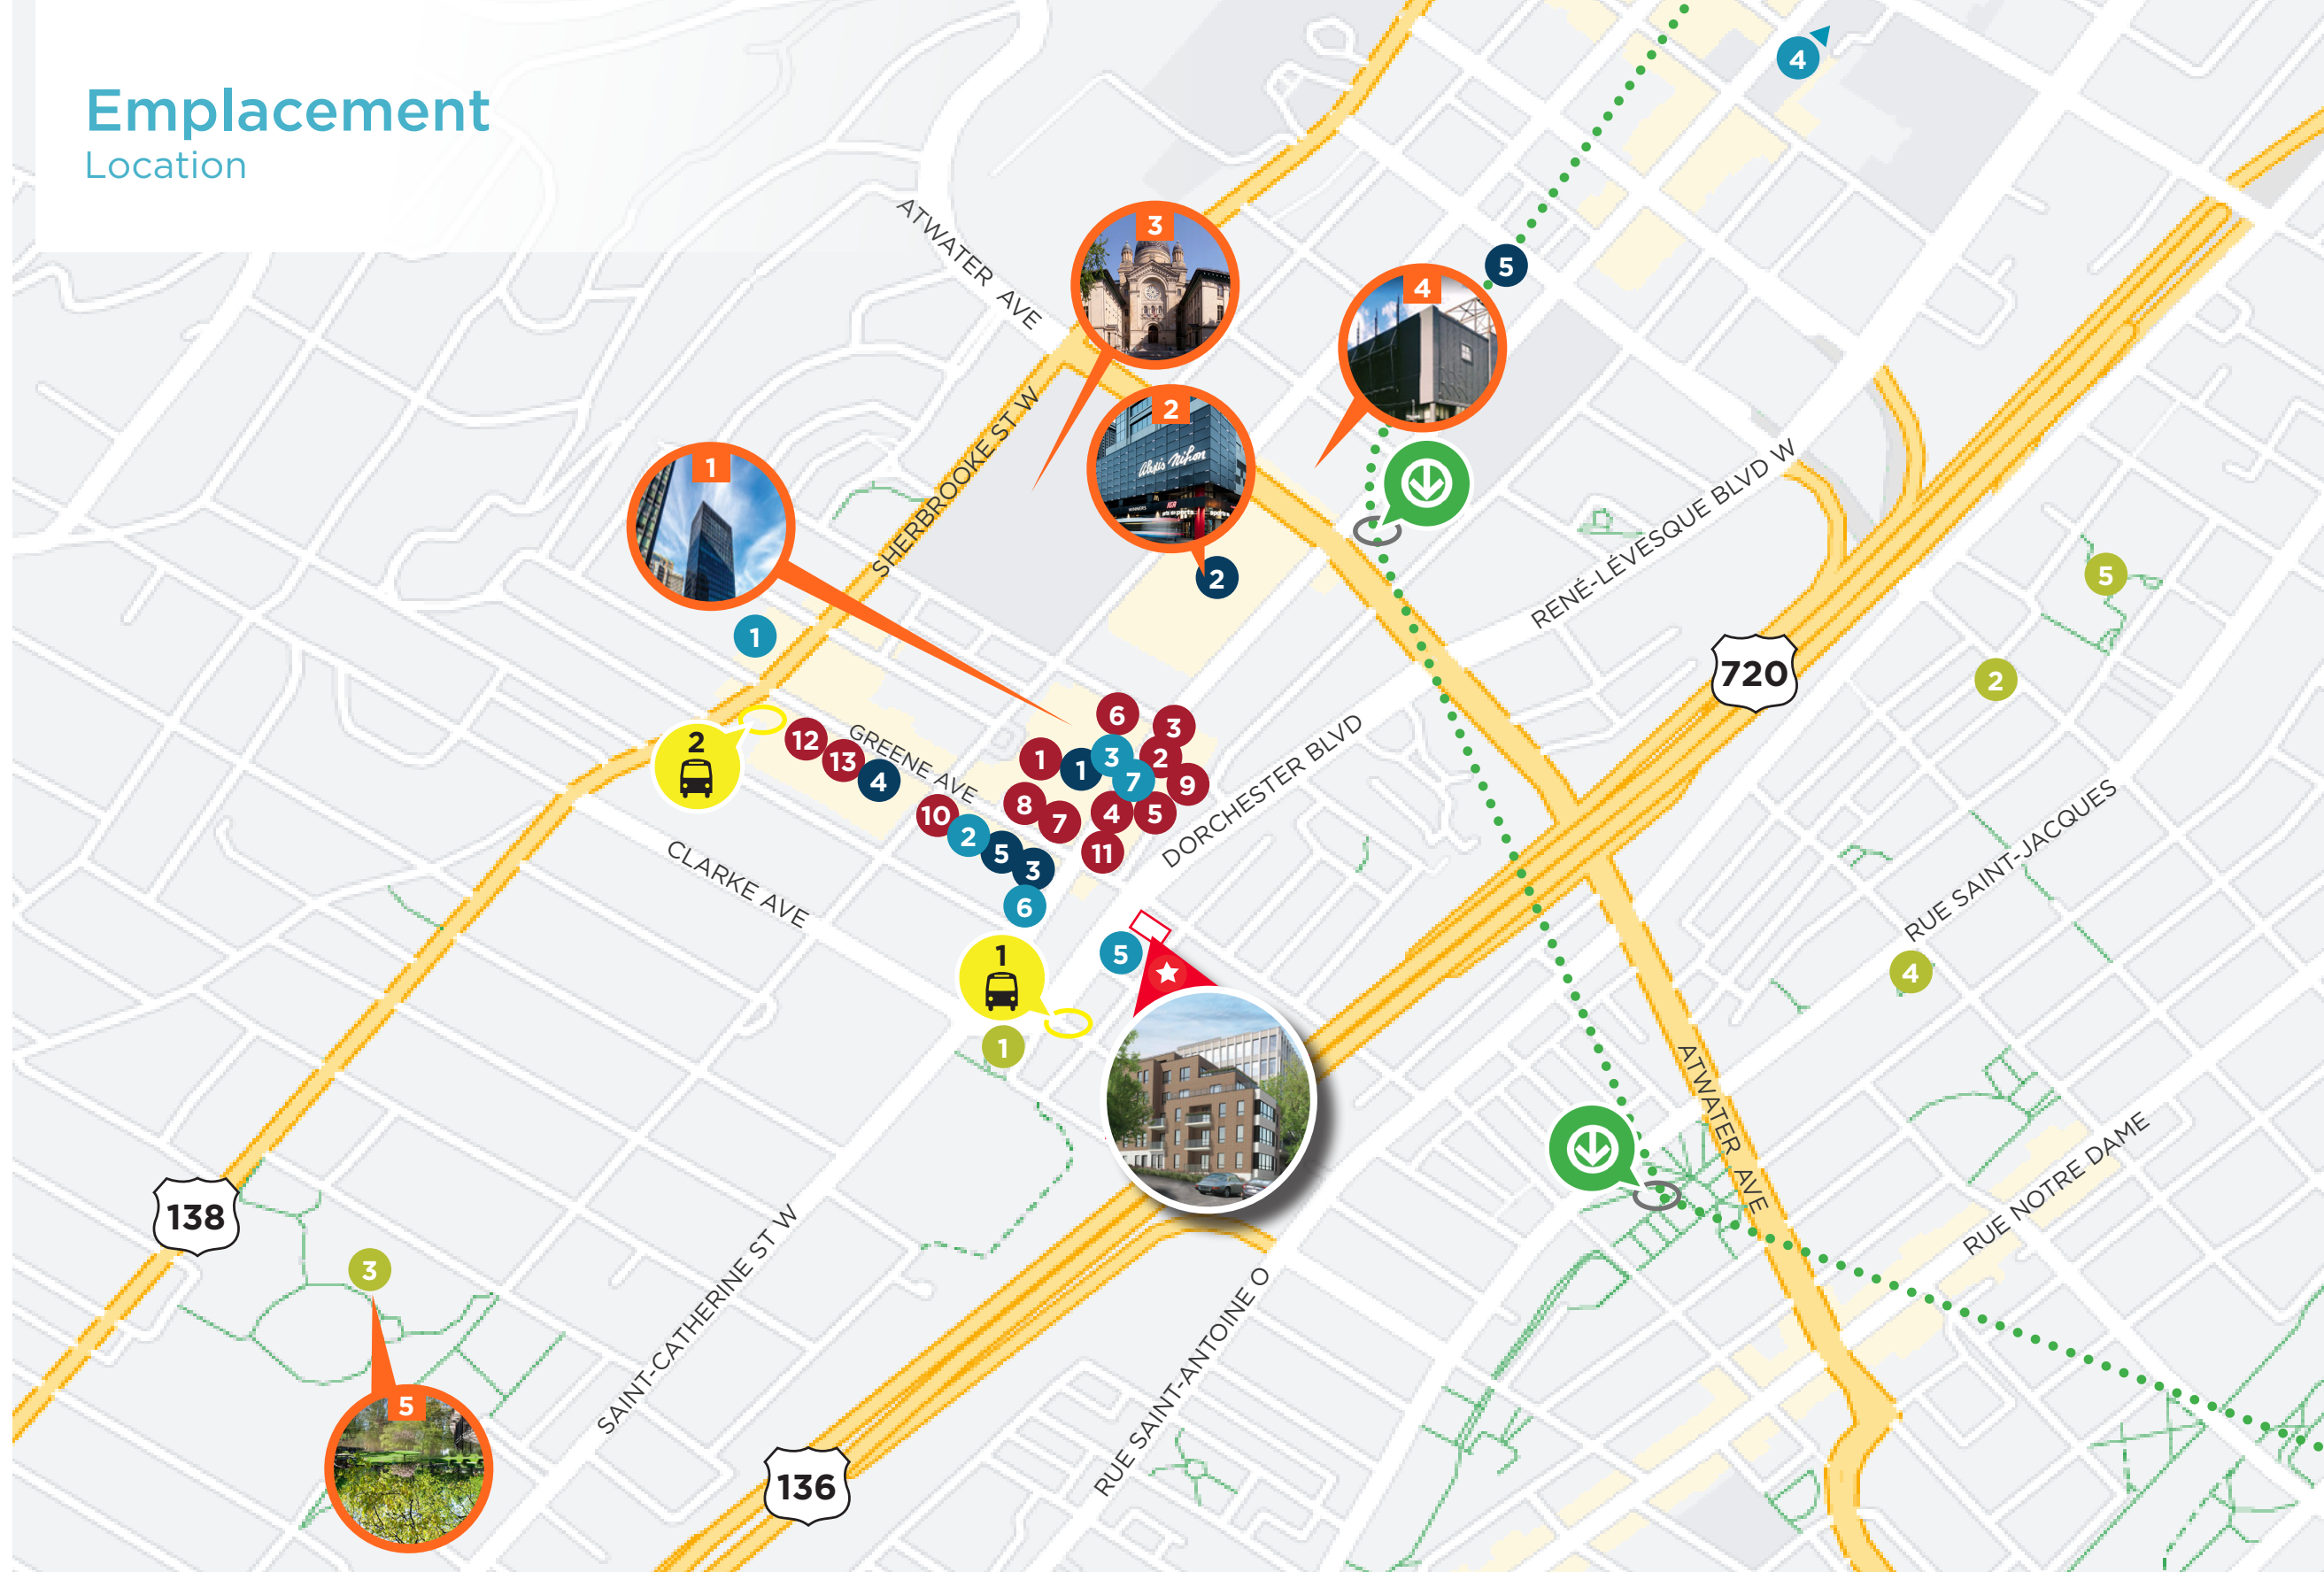 Emplacement
Location
4
ATWATER AVE
3
5
4
SHERBROOKE ST W
2
Alexis Nihon
1
2
RENÉ-LÉVESQUE BLVD W
5
1
720
2
6
3
2
12
13
GREENE AVE
4
1
1
3
2
7
9
DORCHESTER BLVD
8
7
4
5
10
2
5
3
11
6
CLARKE AVE
RUE SAINT-JACQUES
1
5
4
1
ATWATER AVE
RUE NOTRE DAME
138
3
SAINT-CATHERINE ST W
RUE SAINT-ANTOINE O
5
136